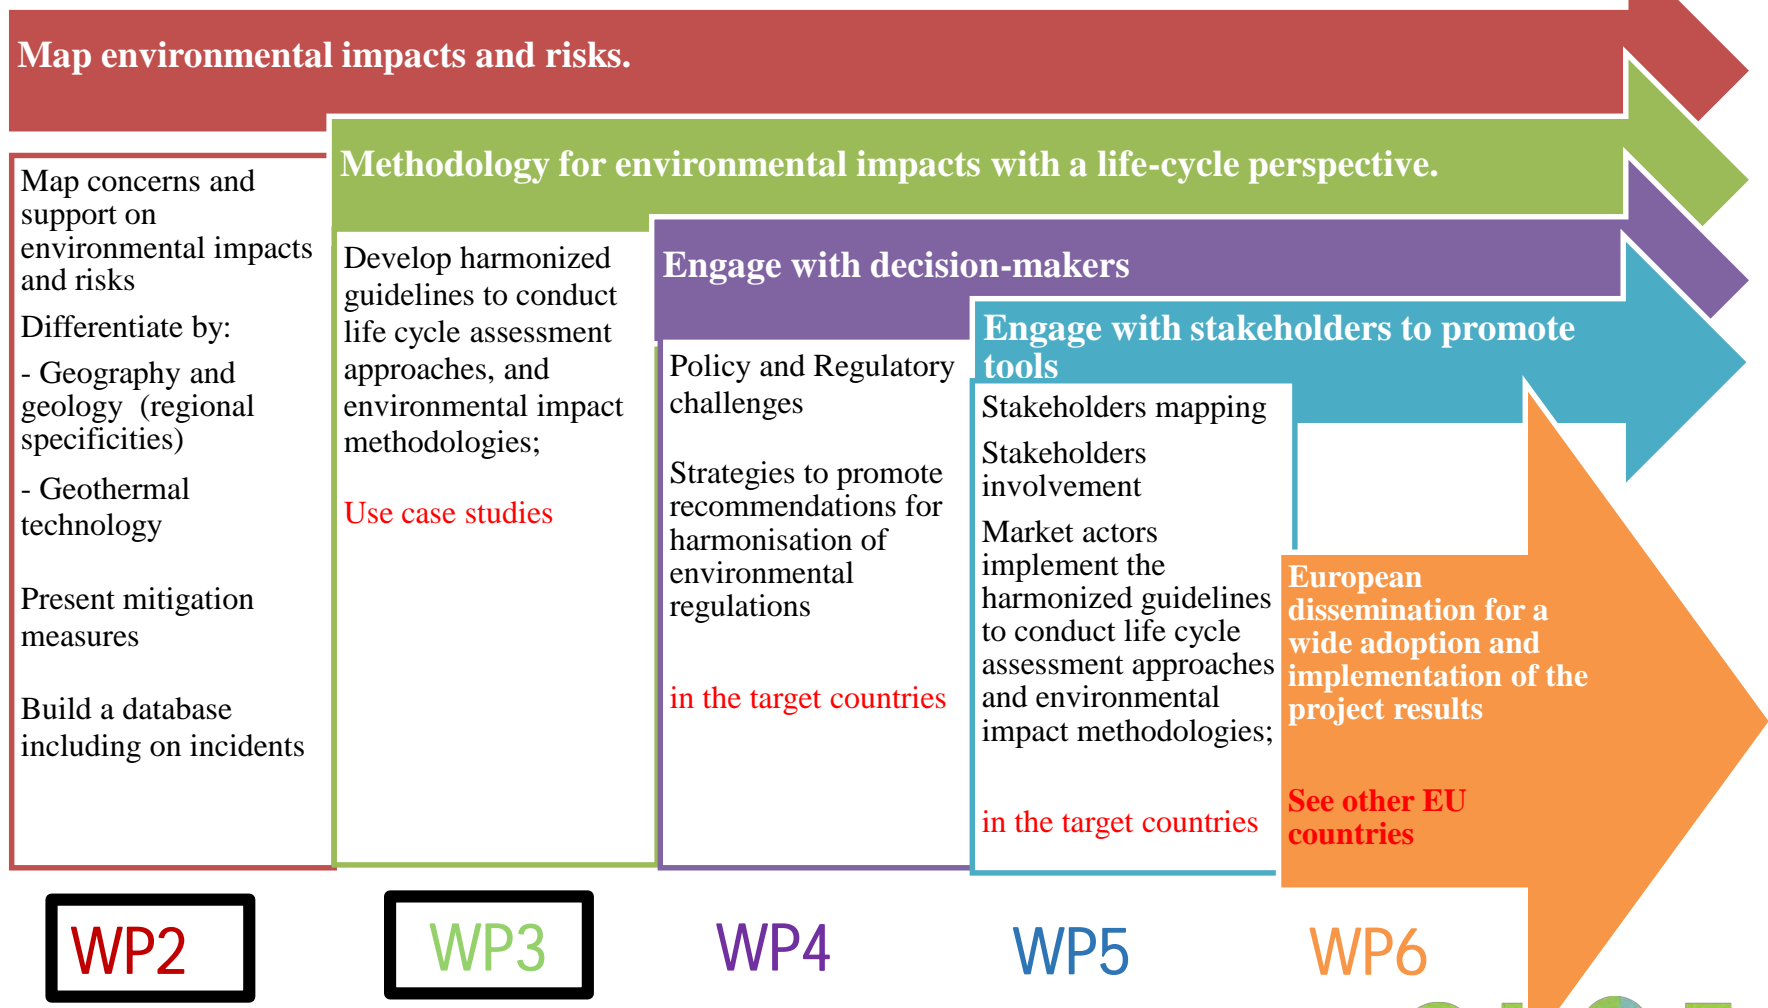 Map environmental impacts and risks.
Methodology for environmental impacts with a life-cycle perspective.
Engage with decision-makers
Engage with stakeholders to promote
tools
Map concerns and
support on
environmental impacts
and risks
Differentiate by:
- Geography and
geology (regional
specificities)
- Geothermal
technology
Present mitigation
measures
Build a database
including on incidents
Develop harmonized
guidelines to conduct
life cycle assessment
approaches, and
environmental impact
methodologies;
Use case studies
Policy and Regulatory
challenges
Strategies to promote
recommendations for
harmonisation of
environmental
regulations
in the target countries
Stakeholders mapping
Stakeholders
involvement
Market actors
implement the
harmonized guidelines
to conduct life cycle
assessment approaches
and environmental
impact methodologies;
in the target countries
European
dissemination for a
wide adoption and
implementation of the
project results
See other EU
countries
WP2
WP3
WP4
WP5
WP6